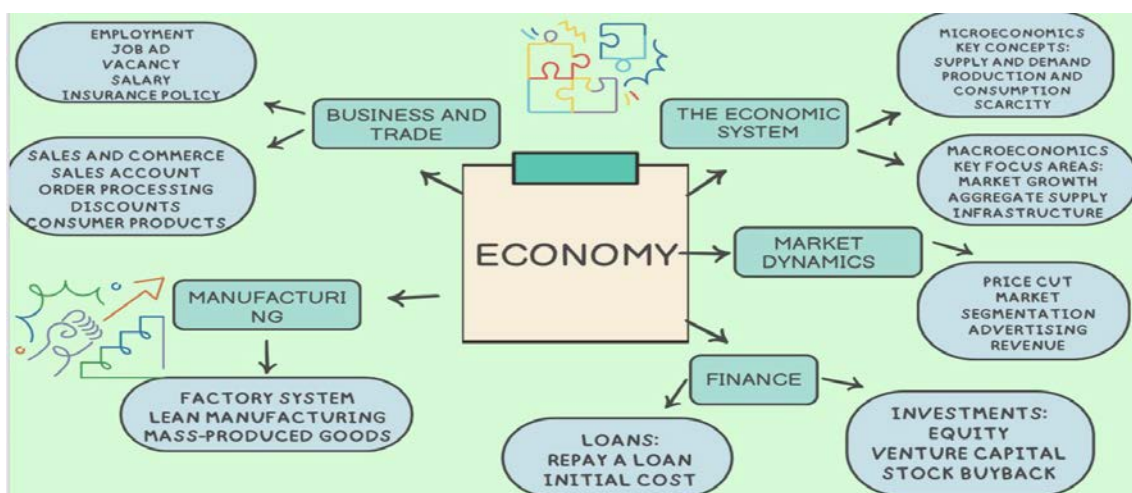 EMPLOYMENT
JOB AD
VACANCY
SALARY
INSURANCE POLICY
BUSINESS AND
TRADE
SALES AND COMMERCE
SALES ACCOUNT
ORDER PROCESSING
DISCOUNTS
CONSUMER PRODUCTS
MANUFACTURI
NG
FACTORY SYSTEM
LEAN MANUFACTURING
MASS-PRODUCED GOODS
ECONOMY
THE ECONOMIC
SYSTEM
MICROECONOMICS
KEY CONCEPTS:
SUPPLY AND DEMAND
PRODUCTION AND
CONSUMPTION
SCARCITY
MACROECONOMICS
KEY FOCUS AREAS:
MARKET GROWTH
AGGREGATE SUPPLY
INFRASTRUCTURE
MARKET
DYNAMICS
PRICE CUT
MARKET
SEGMENTATION
ADVERTISING
REVENUE
FINANCE
LOANS:
REPAY A LOAN
INITIAL COST
INVESTMENTS:
EQUITY
VENTURE CAPITAL
STOCK BUYBACK